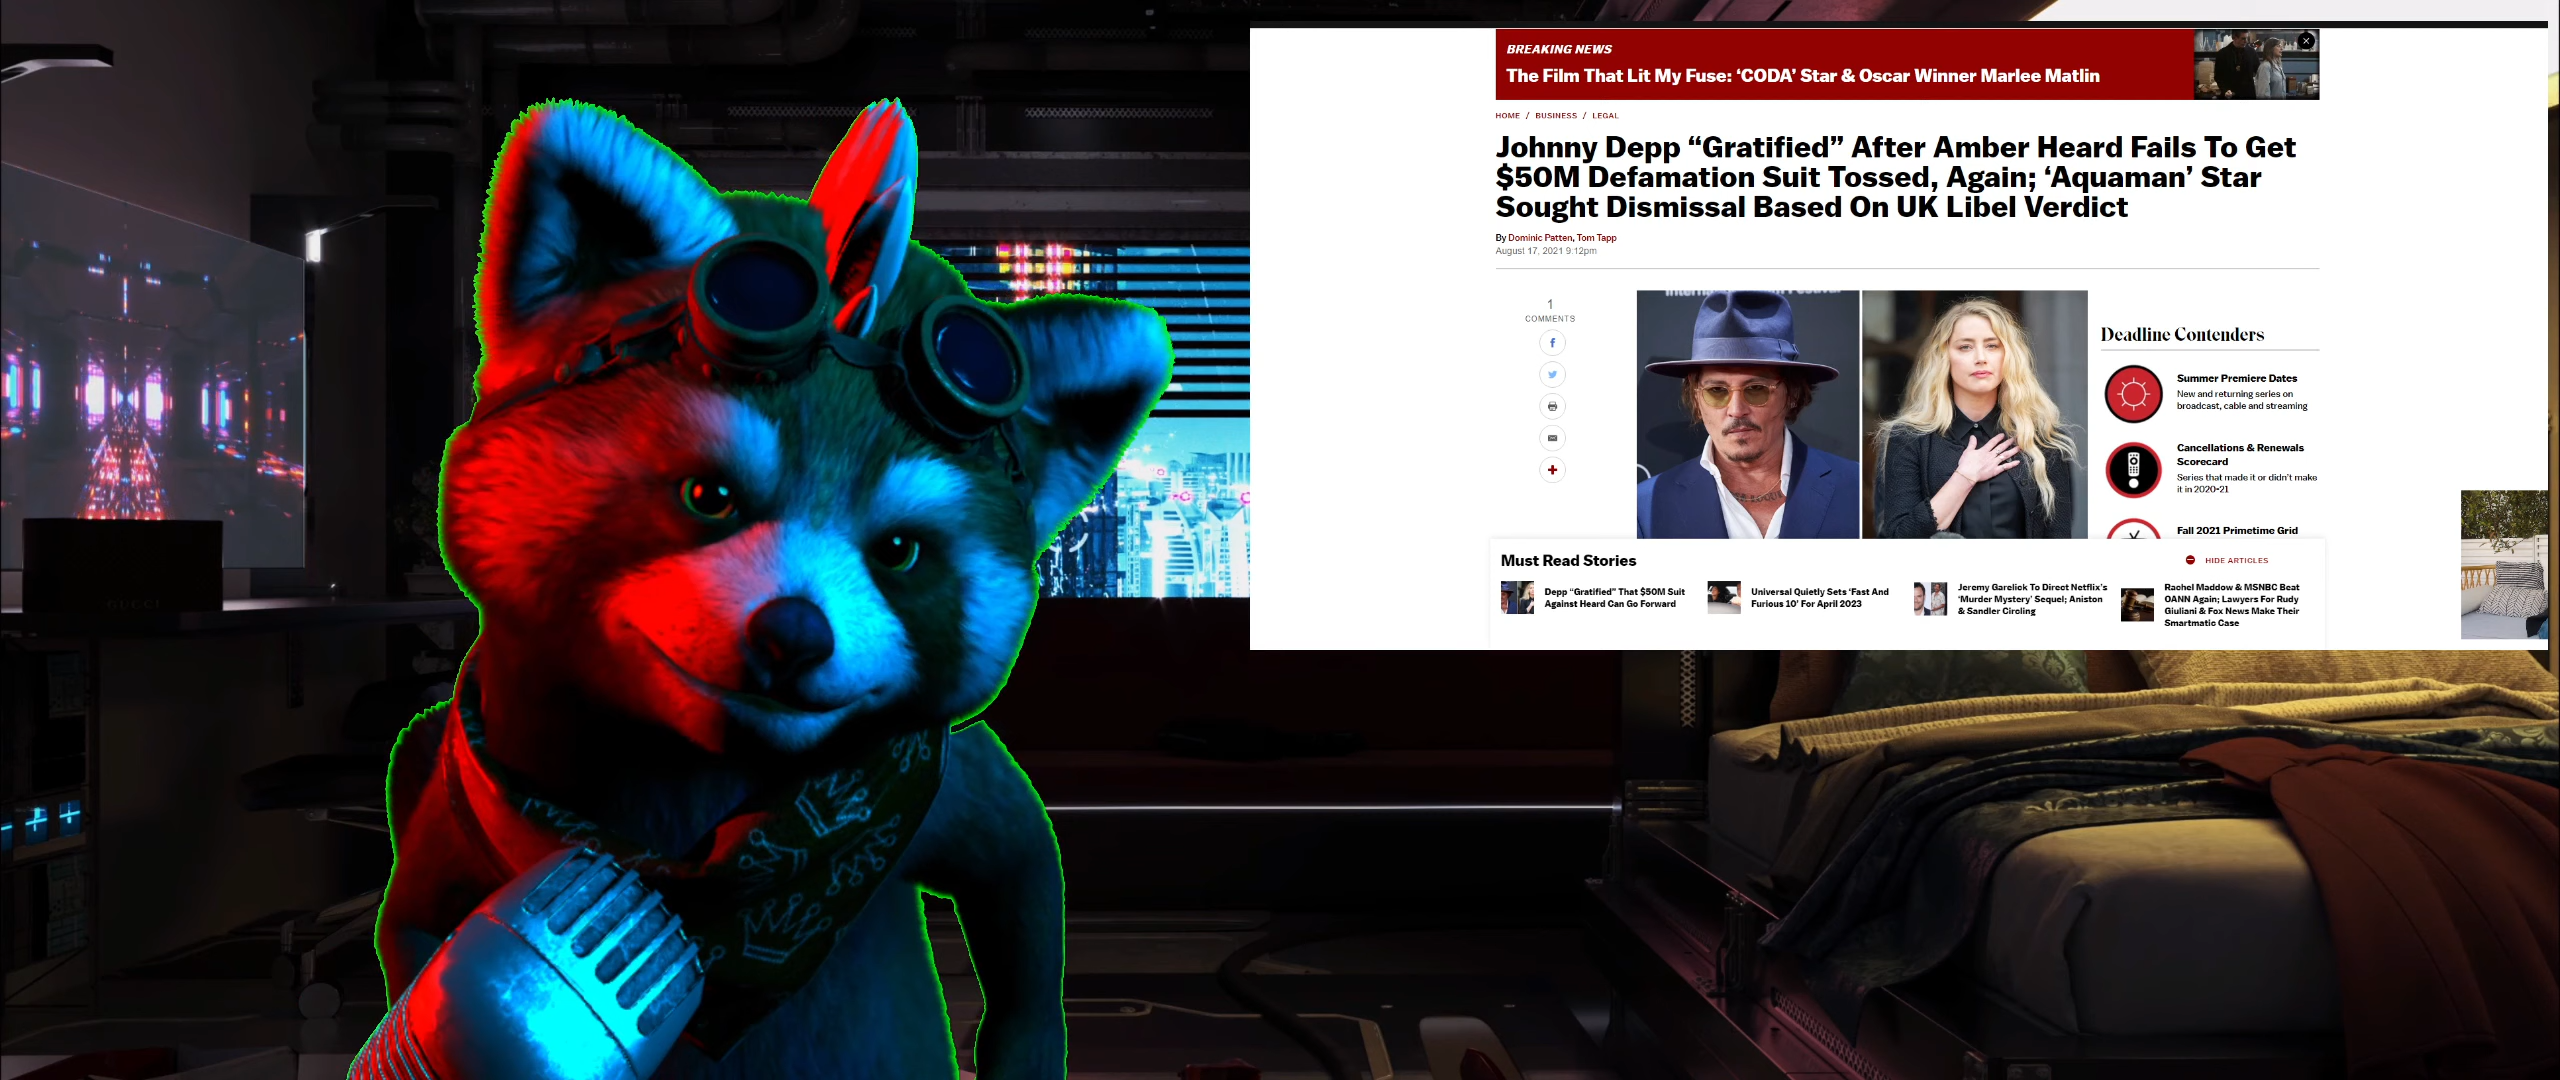 BREAKING NEWS
The Film That Lit My Fuse: ‘CODA’ Star & Oscar Winner Marlee Matlin
HOME / BUSINESS / LEGAL
Johnny Depp “Gratified” After Amber Heard Fails To Get
$50M Defamation Suit Tossed, Again; ‘Aquaman’ Star
Sought Dismissal Based On UK Libel Verdict
By Dominic Patten, Tom Tapp
August 17, 2021 9:12pm
1
COMMENTS
Deadline Contenders
Summer Premiere Dates
New and returning series on
broadcast, cable and streaming
Cancellations & Renewals
Scorecard
Series that made it or didn't make
it in 2020-21
Fall 2021 Primetime Grid
Must Read Stories
HIDE ARTICLES
Depp “Gratified” That $50M Suit
Against Heard Can Go Forward
Universal Quietly Sets ‘Fast And
Furious 10’ For April 2023
Jeremy Garelick To Direct Netflix’s
‘Murder Mystery’ Sequel; Aniston
& Sandler Circling
Rachel Maddow & MSNBC Beat
OANN Again; Lawyers For Rudy
Giuliani & Fox News Make Their
Smartmatic Case
GUCCI